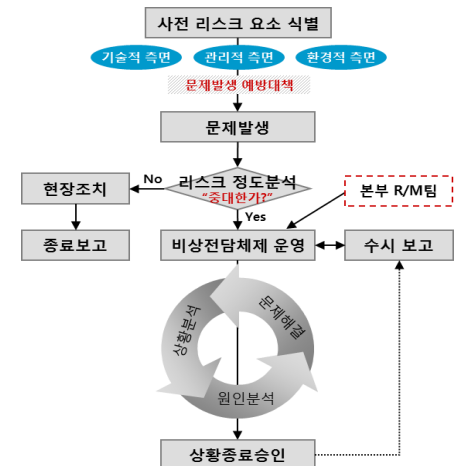 사전 리스크 요소 식별
기술적 측면
관리적 측면
환경적 측면
문제발생 예방대책
문제발생
리스크 정도분석
"중대한가?"
No
Yes
현장조치
종료보고
본부 R/M팀
비상전담체제 운영
수시 보고
상황분석
문제해결
원인분석
상황종료승인